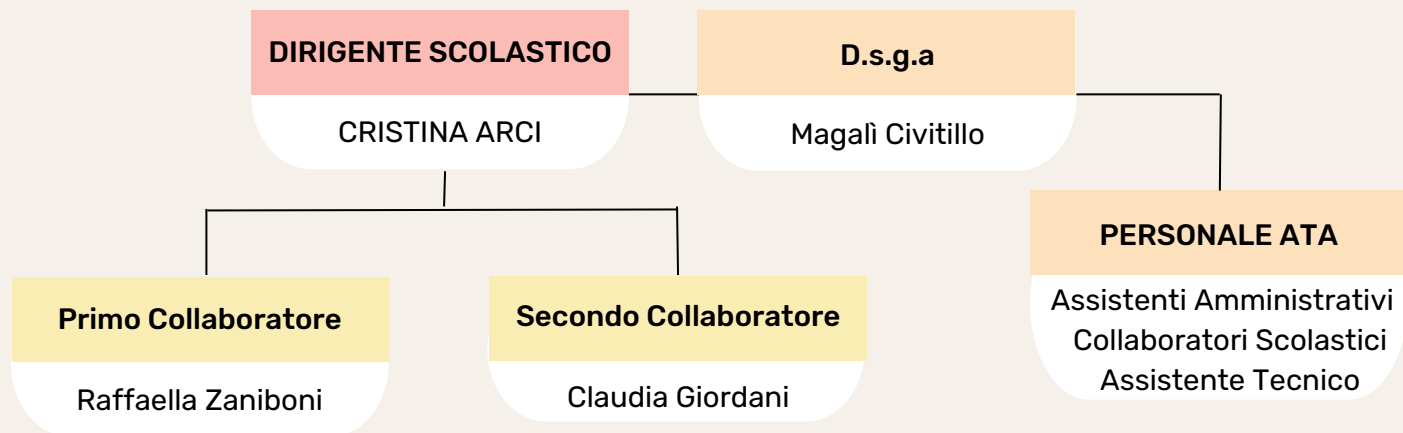 DIRIGENTE SCOLASTICO
CRISTINA ARCI
D.s.g.a
Magalì Civitillo
PERSONALE ATA
Assistenti Amministrativi
Collaboratori Scolastici
Assistente Tecnico
Primo Collaboratore
Raffaella Zaniboni
Secondo Collaboratore
Claudia Giordani